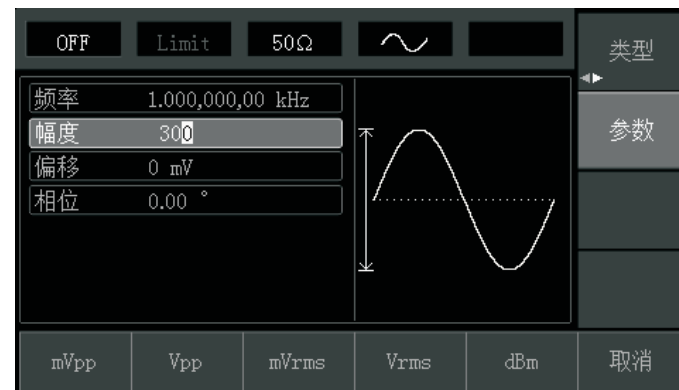 OFF Limit 50Ω
类型
频率 1.000,000,00 kHz
幅度 300
参数
偏移 0 mV
相位 0.00 °
mVpp Vpp mVrms Vrms dBm 取消